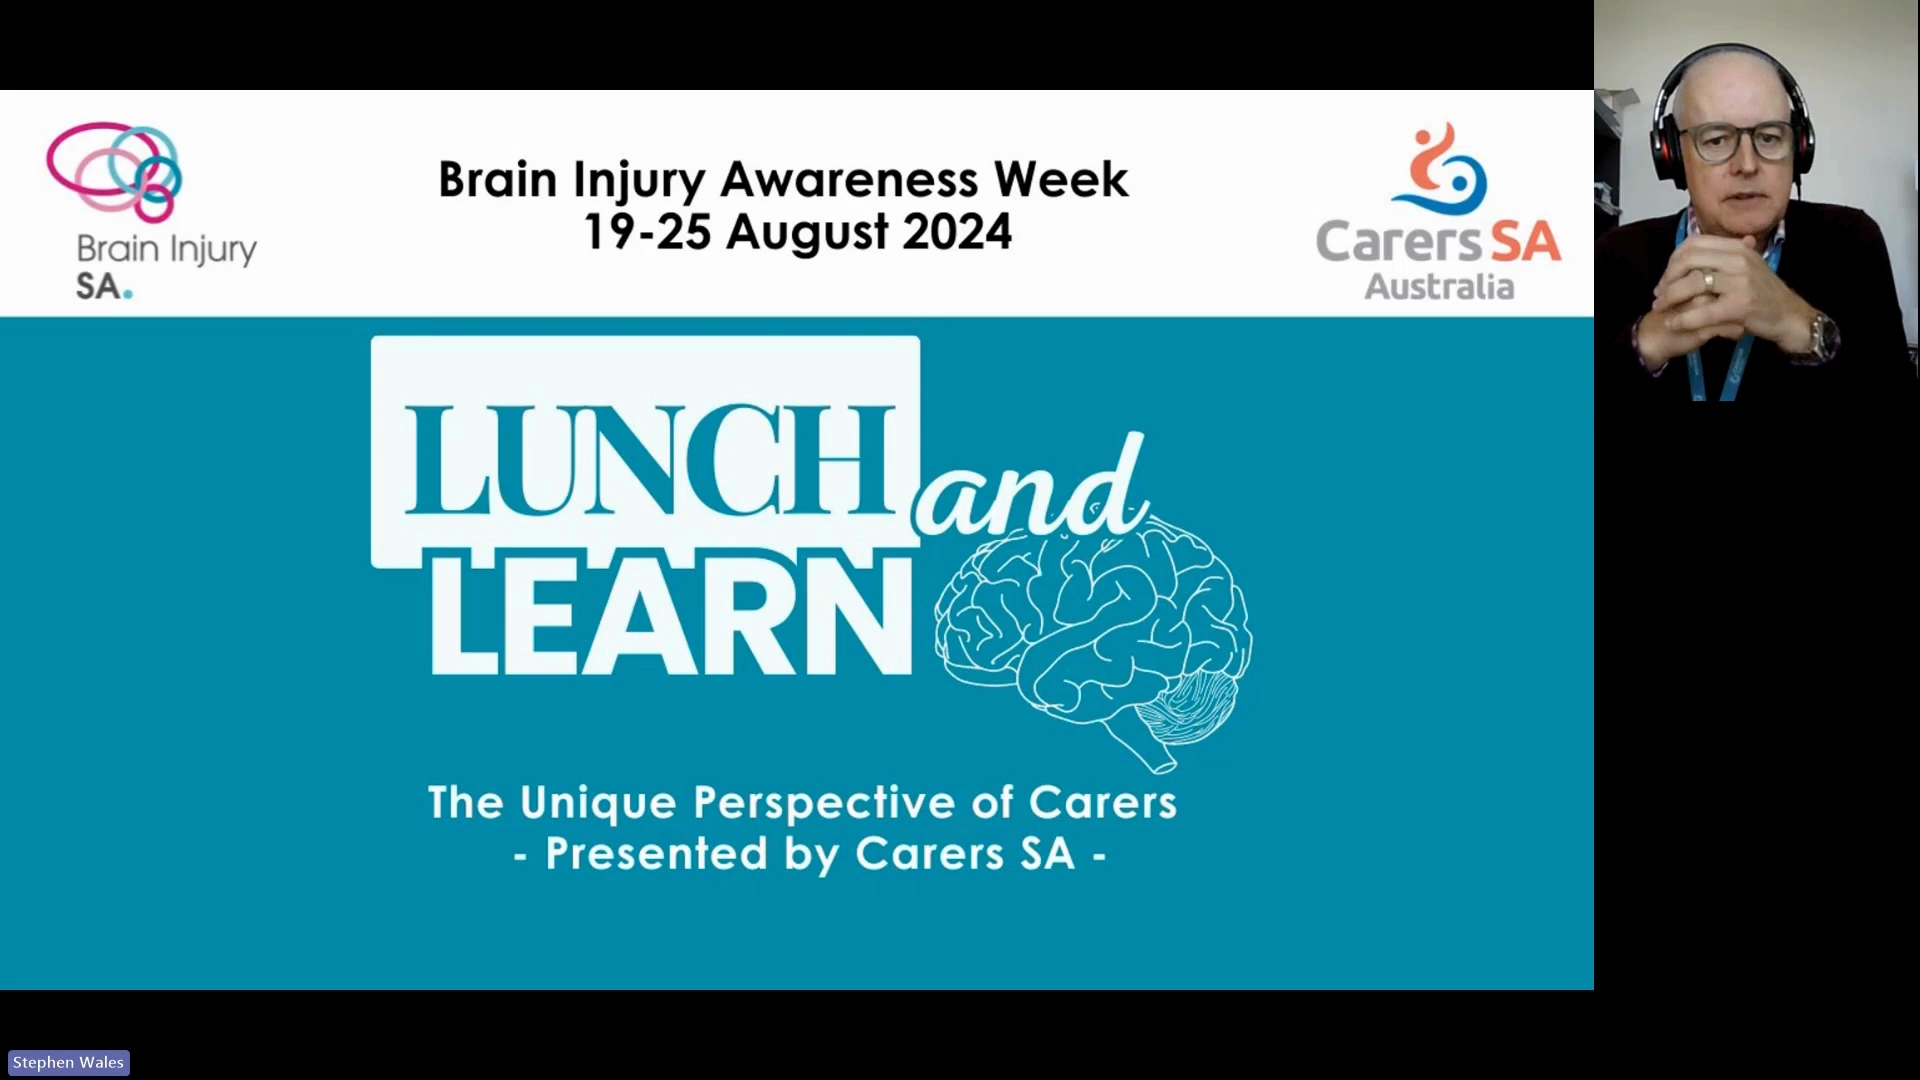 Brain Injury
SA.
Brain Injury Awareness Week
19-25 August 2024
Carers SA
Australia
LUNCH and
LEARN
The Unique Perspective of Carers
- Presented by Carers SA -
Stephen Wales